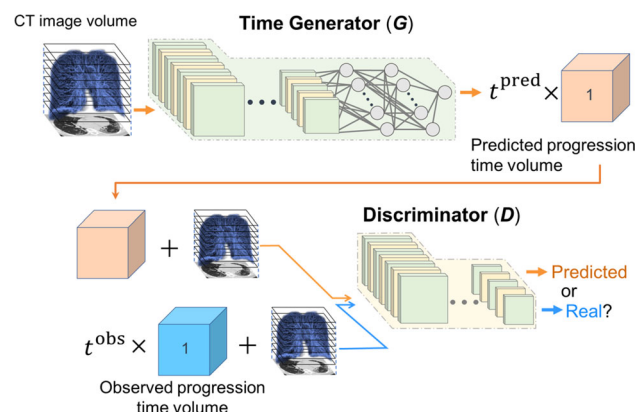 CT image volume
Time Generator (G)
t^pred × 1
Predicted progression
time volume
Discriminator (D)
+
Predicted
or
Real?
t^obs × 1 +
Observed progression
time volume